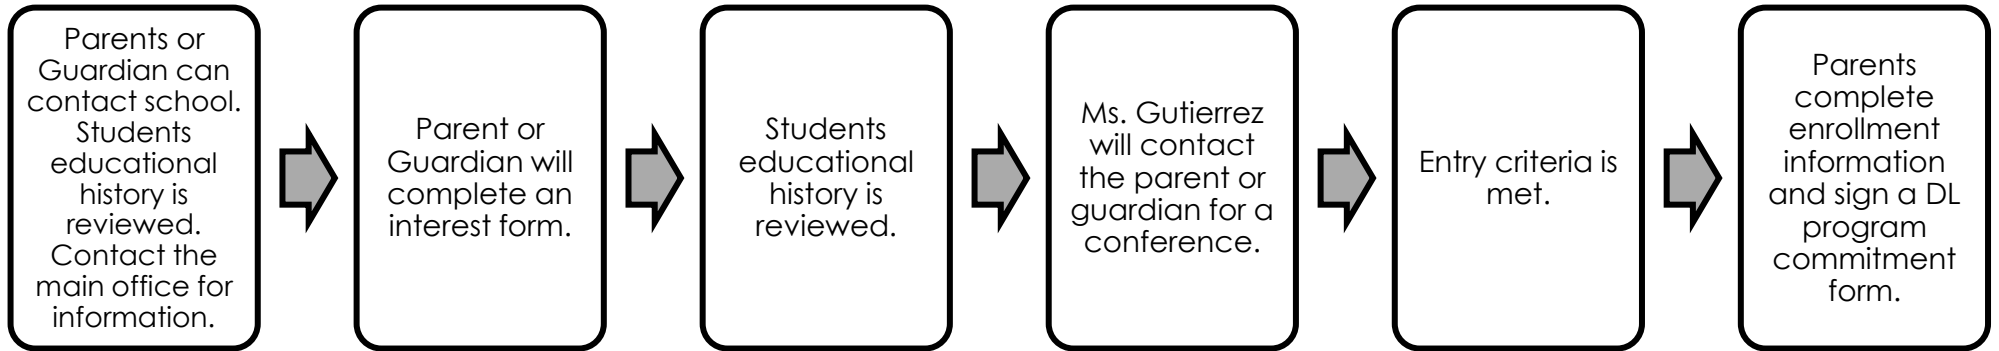 Parents or
Guardian can
contact school.
Students
educational
history is
reviewed.
Contact the
main office for
information.
Parent or
Guardian will
complete an
interest form.
Students
educational
history is
reviewed.
Ms. Gutierrez
will contact
the parent or
guardian for a
conference.
Entry criteria is
met.
Parents
complete
enrollment
information
and sign a DL
program
commitment
form.